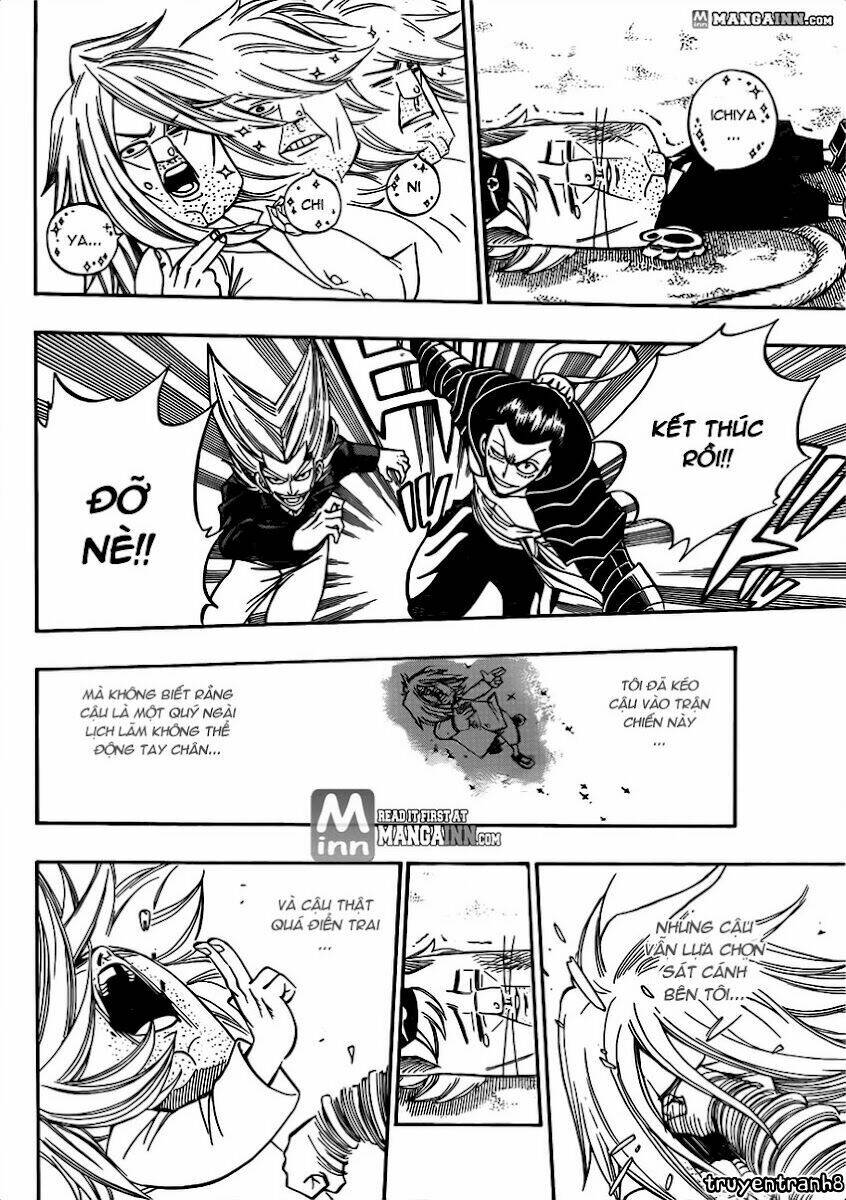 MANGAINN.COM
ICHIYA
...
NI
CHI
YA...
KẾT THÚC
RỒI!!
ĐỠ
NÈ!!
TÔI ĐÃ KÉO
CẬU VÀO TRẬN
CHIẾN NÀY
...
MÀ KHÔNG BIẾT RẰNG
CẬU LÀ MỘT QUÝ NGÀI
LỊCH LÃM KHÔNG THỂ
ĐỘNG TAY CHÂN...
M
inn
READ IT FIRST AT
MANGAINN.COM
NHƯNG CẬU
VẪN LỰA CHỌN
SÁT CÁNH
BÊN TÔI...
VÀ CẬU THẬT
QUÁ ĐIỂN TRAI
...
truyentranh8